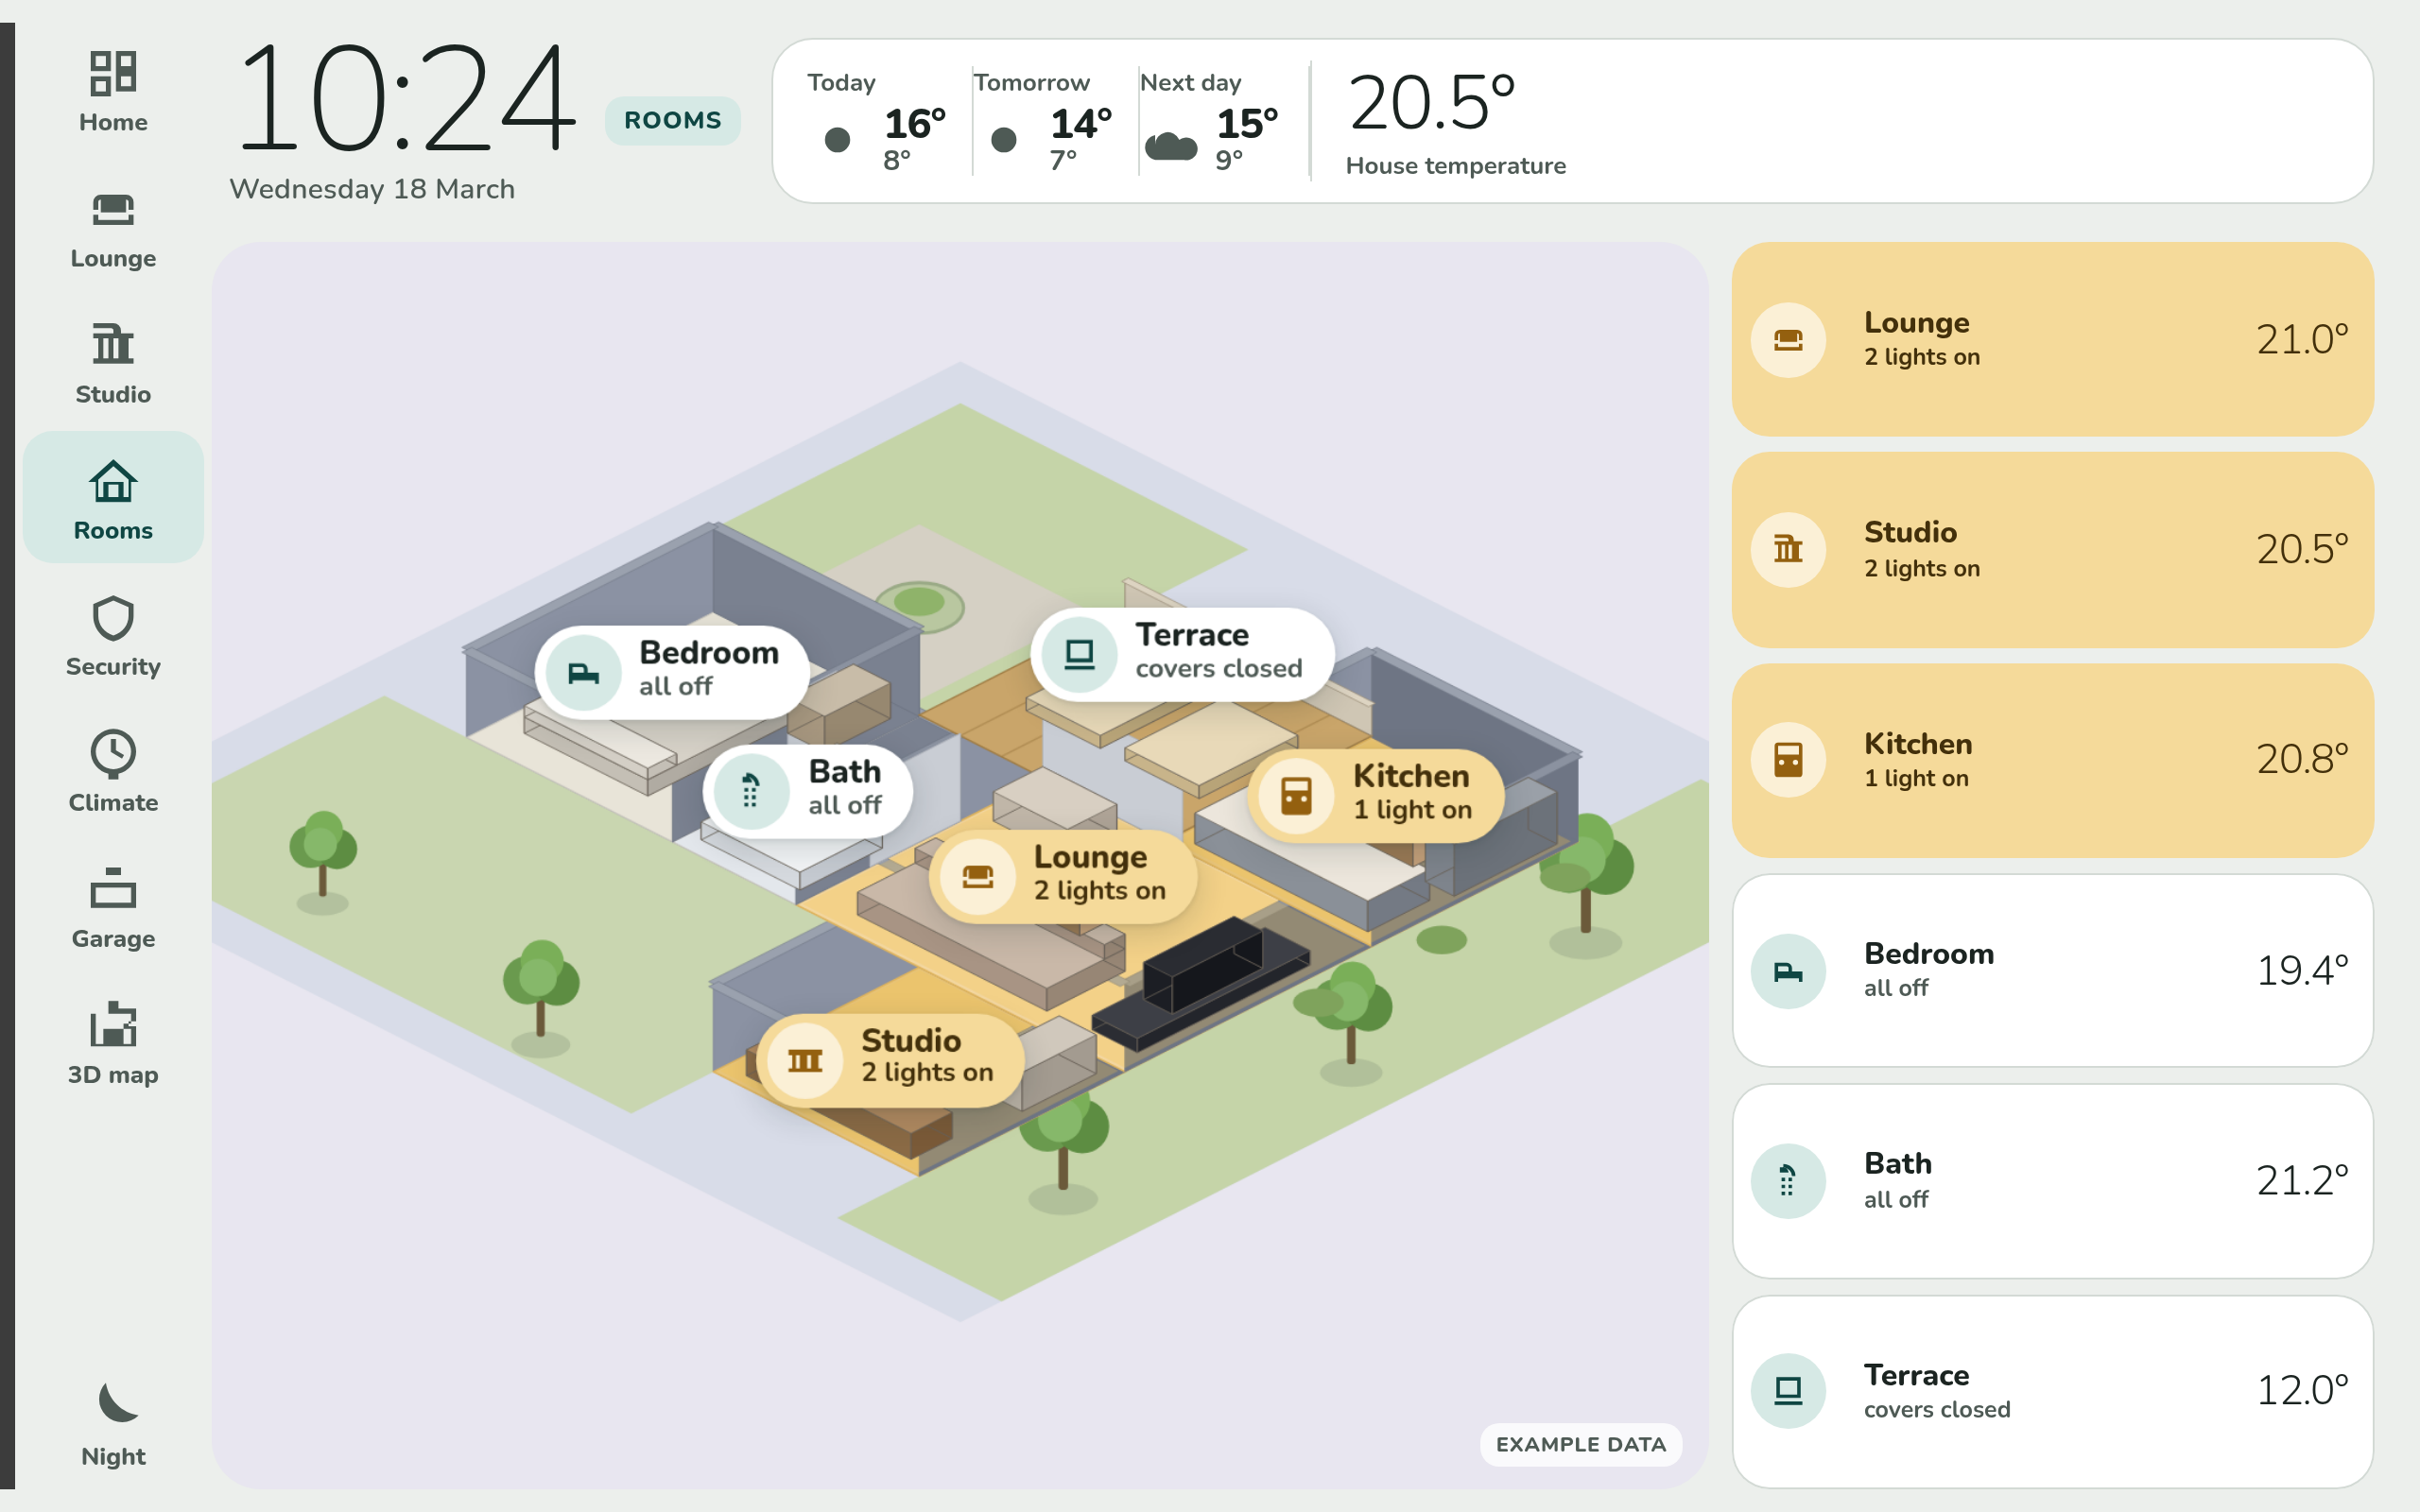 Home
Lounge
Studio
Rooms
Security
Climate
Garage
3D map
Night
10:24
ROOMS
Wednesday 18 March
Today
16°
8°
Tomorrow
14°
7°
Next day
15°
9°
20.5°
House temperature
Bedroom
all off
Terrace
covers closed
Bath
all off
Kitchen
1 light on
Lounge
2 lights on
Studio
2 lights on
EXAMPLE DATA
Lounge
2 lights on
21.0°
Studio
2 lights on
20.5°
Kitchen
1 light on
20.8°
Bedroom
all off
19.4°
Bath
all off
21.2°
Terrace
covers closed
12.0°